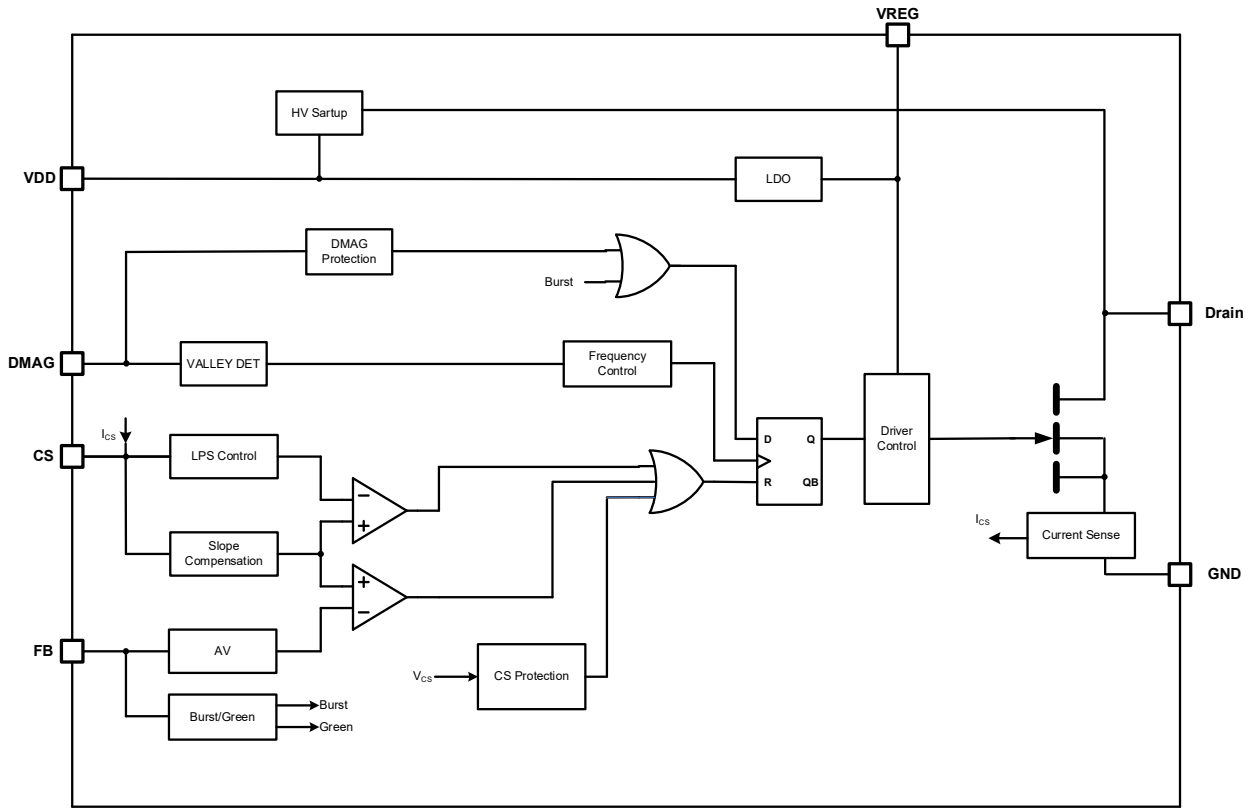 VREG
HV Sartup
VDD
LDO
DMAG
Protection
Burst
Drain
DMAG
VALLEY DET
Frequency
Control
ICS
CS
LPS Control
D
Q
R
QB
Driver
Control
Slope
Compensation
ICS
Current Sense
GND
FB
AV
VCS
CS Protection
Burst/Green
Burst
Green